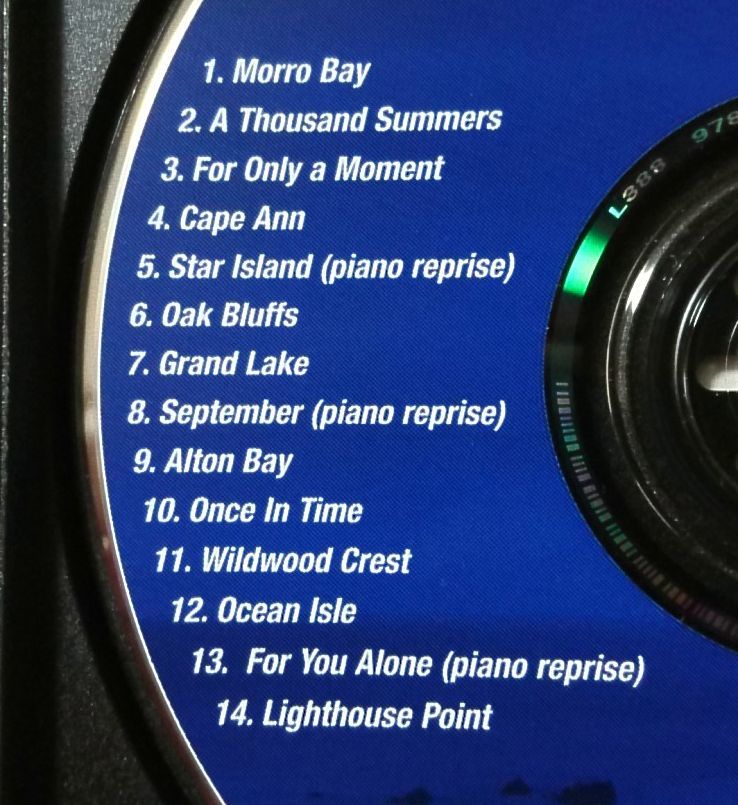 1. Morro Bay
2. A Thousand Summers
3. For Only a Moment
4. Cape Ann
5. Star Island (piano reprise)
6. Oak Bluffs
7. Grand Lake
8. September (piano reprise)
9. Alton Bay
10. Once In Time
11. Wildwood Crest
12. Ocean Isle
13. For You Alone (piano reprise)
14. Lighthouse Point
L388 978